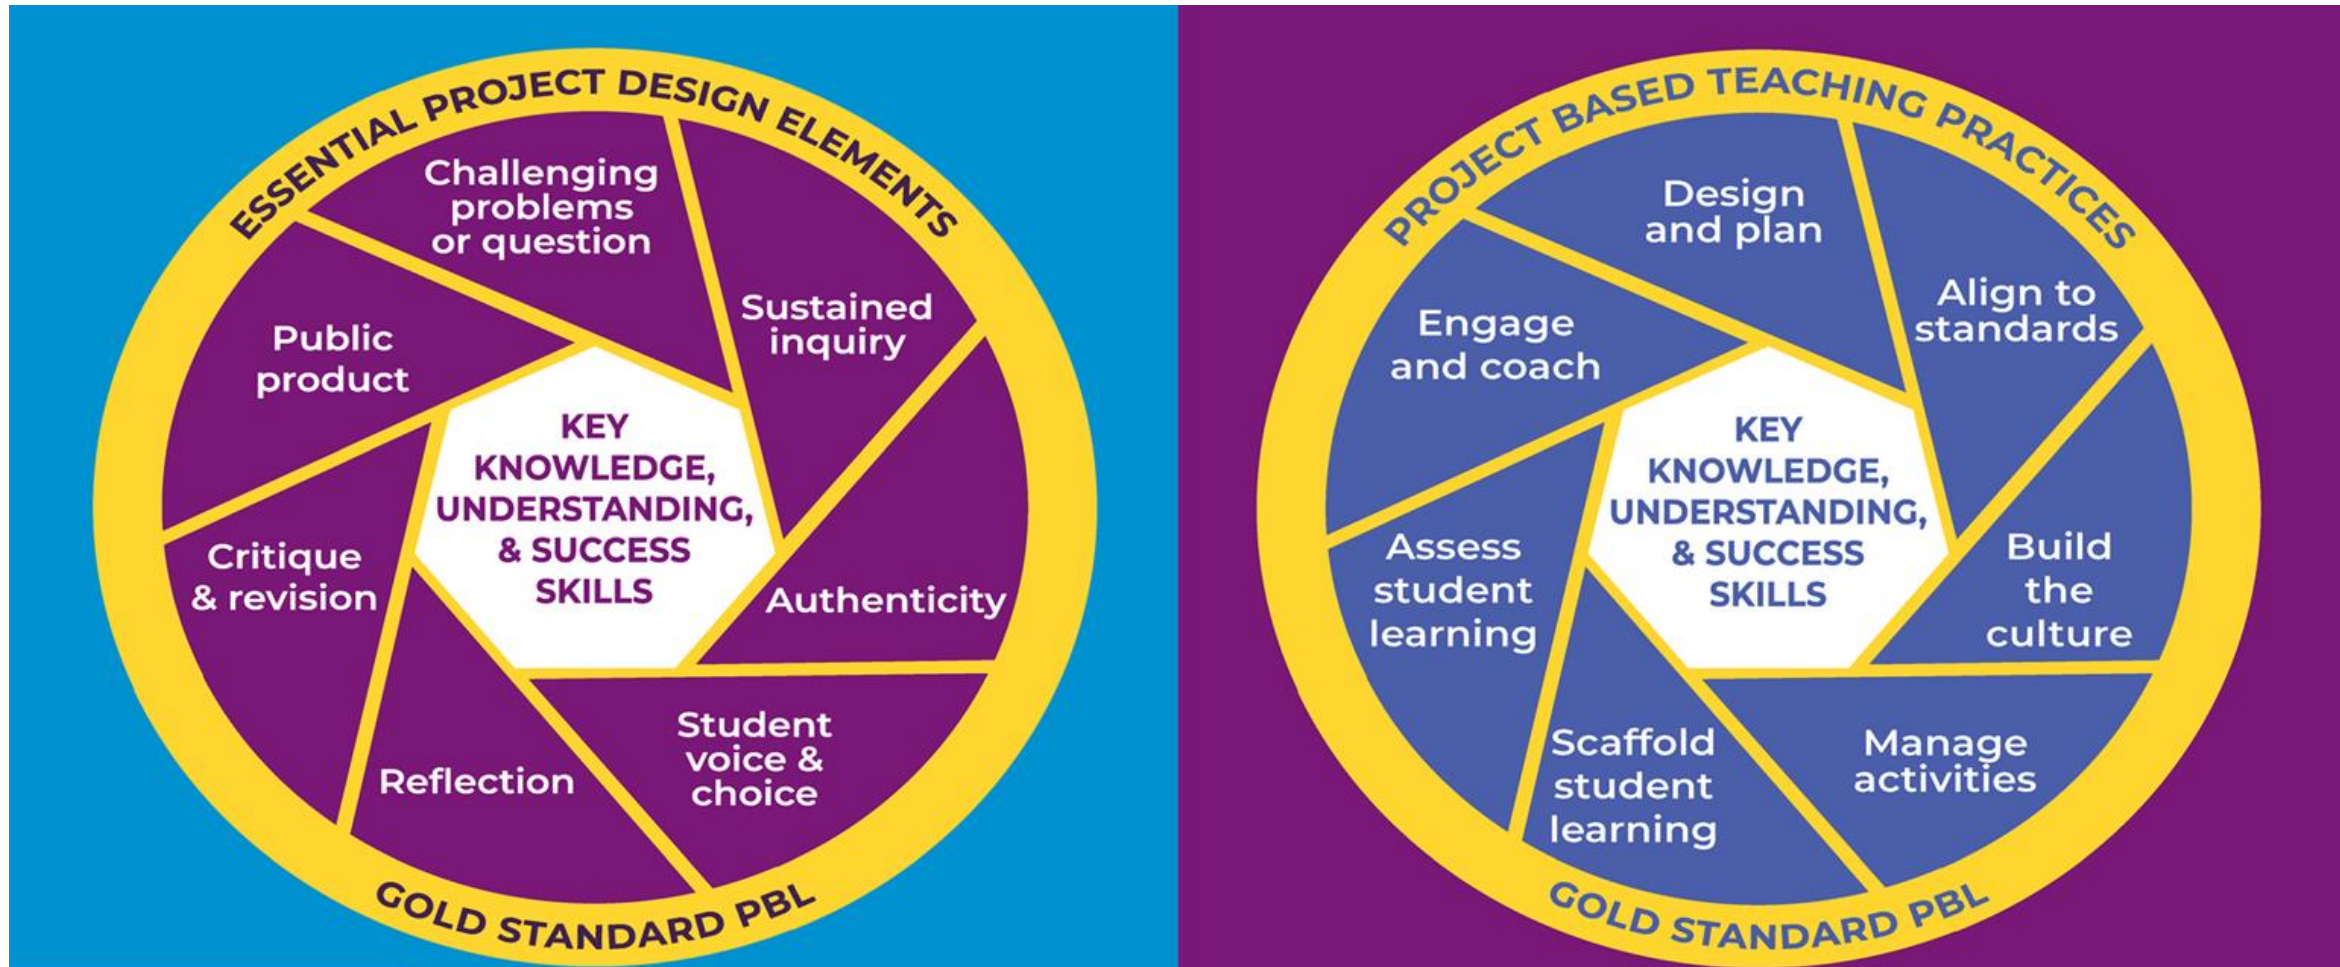 ESSENTIAL PROJECT DESIGN ELEMENTS
Challenging
problems
or question
Sustained
inquiry
Authenticity
Student
voice &
choice
Reflection
Critique
& revision
Public
product
KEY
KNOWLEDGE,
UNDERSTANDING,
& SUCCESS
SKILLS
GOLD STANDARD PBL
PROJECT BASED TEACHING PRACTICES
Design
and plan
Align to
standards
Build
the
culture
Manage
activities
Scaffold
student
learning
Assess
student
learning
Engage
and coach
KEY
KNOWLEDGE,
UNDERSTANDING,
& SUCCESS
SKILLS
GOLD STANDARD PBL